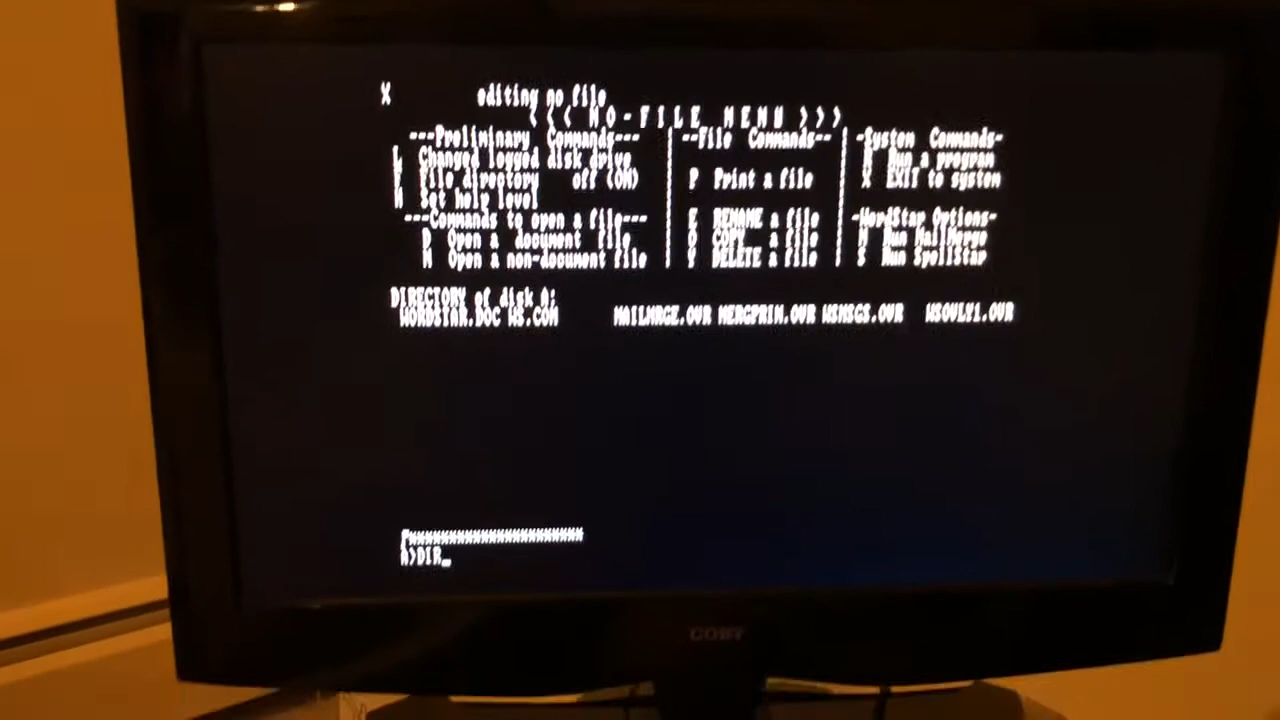 X editing no file
< < < N O - F I L E M E N U > > >
---Preliminary Commands--- | --File Commands-- | -System Commands-
L Changed logged disk drive | | R Run a program
F File directory off (ON) | P Print a file | X EXIT to system
H Set help level | |
---Commands to open a file--- | E RENAME a file | -WordStar Options-
D Open a document file | O COPY a file | M Run MailMerge
N Open a non-document file | Y DELETE a file | S Run SpellStar
DIRECTORY of disk A:
WORDSTAR.DOC WS.COM MAILMRGE.OVR MERGPRIN.OVR WSMSGS.OVR WSOVLY1.OVR
A>DIR_
COBY